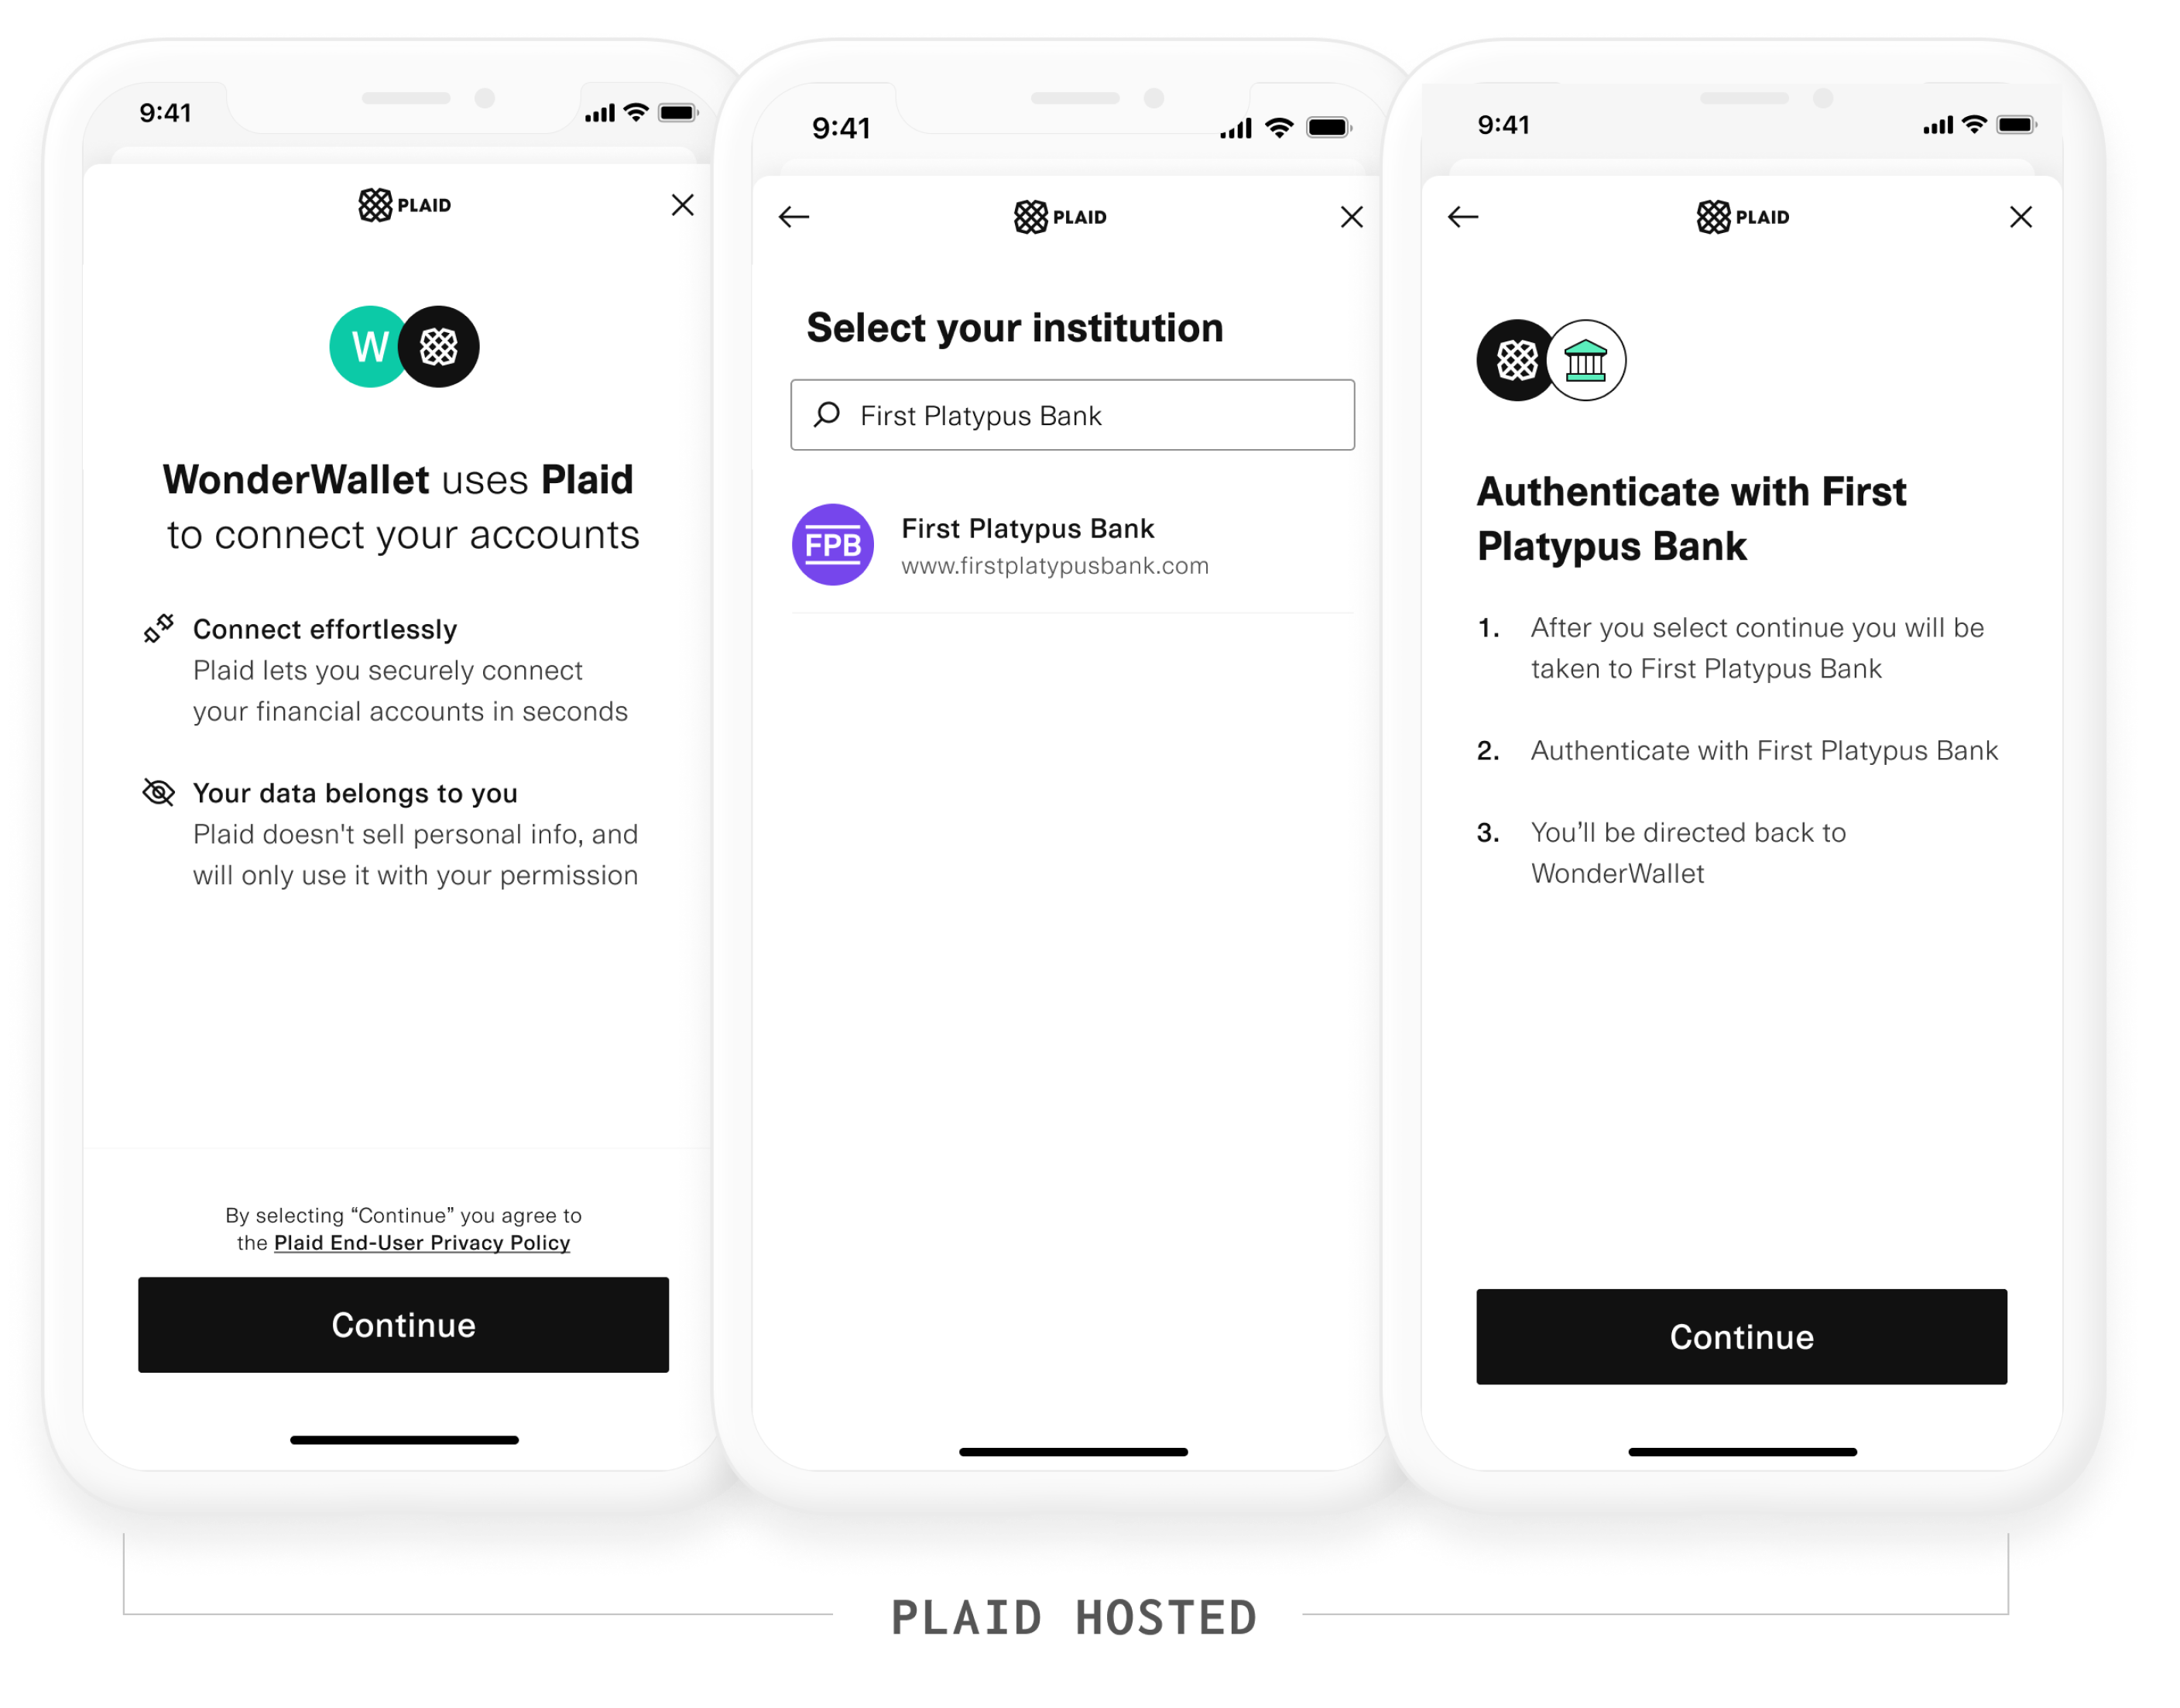 9:41
PLAID
W
WonderWallet uses Plaid
to connect your accounts
Connect effortlessly
Plaid lets you securely connect
your financial accounts in seconds
Your data belongs to you
Plaid doesn't sell personal info, and
will only use it with your permission
By selecting “Continue” you agree to
the Plaid End-User Privacy Policy
Continue
9:41
PLAID
Select your institution
First Platypus Bank
FPB
First Platypus Bank
www.firstplatypusbank.com
9:41
PLAID
Authenticate with First
Platypus Bank
1. After you select continue you will be
taken to First Platypus Bank
2. Authenticate with First Platypus Bank
3. You’ll be directed back to
WonderWallet
Continue
PLAID HOSTED